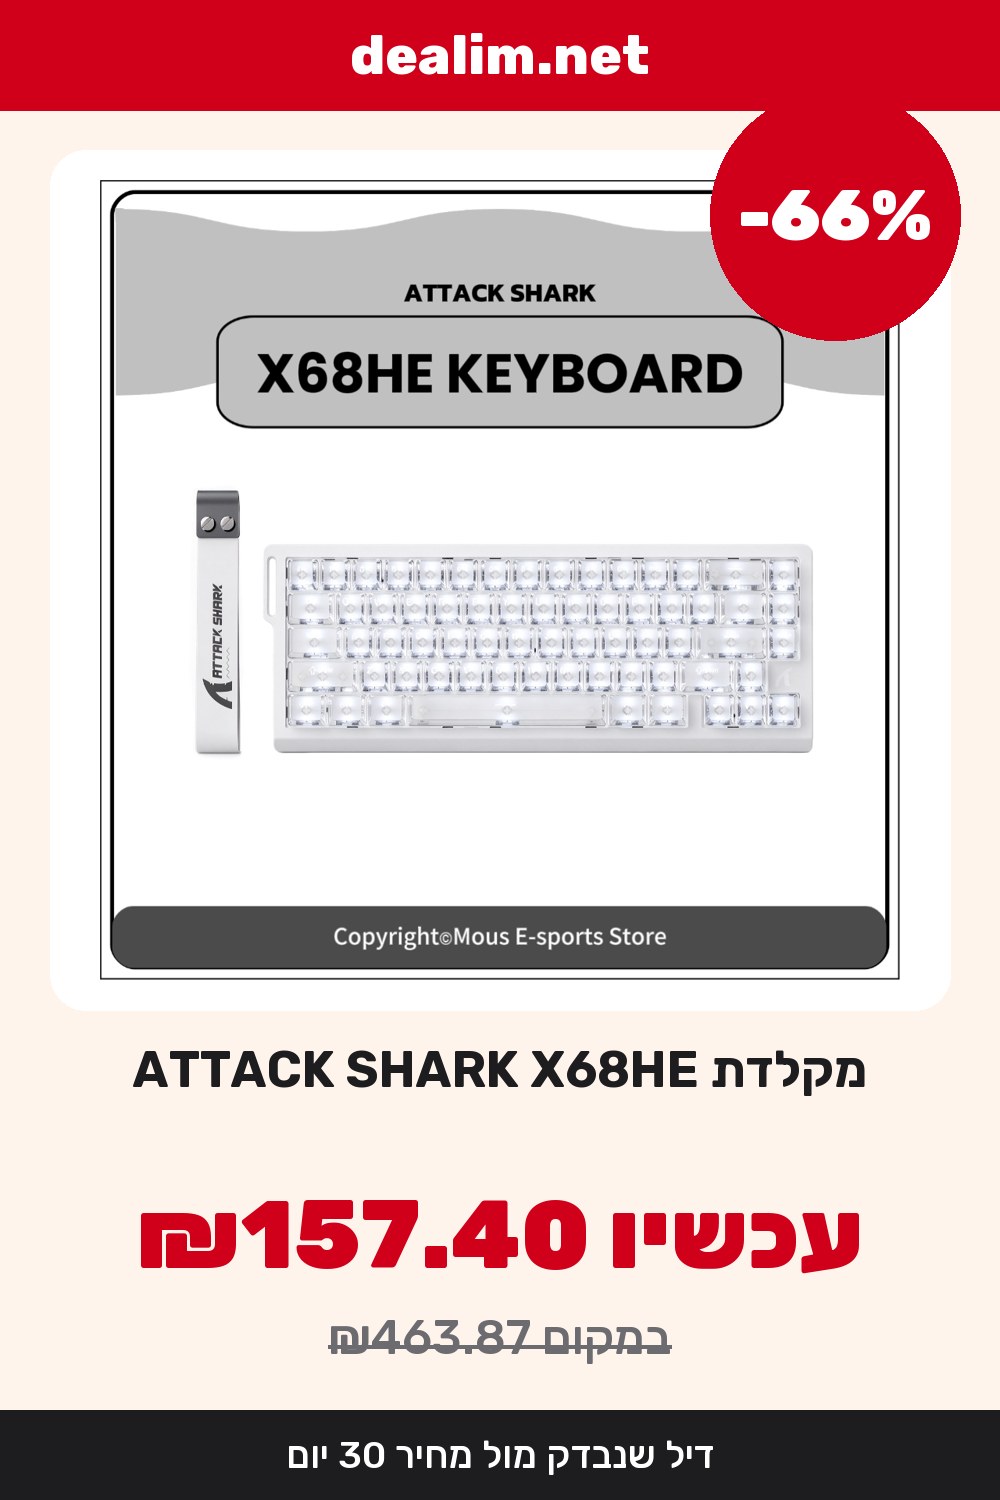 dealim.net
-66%
ATTACK SHARK
X68HE KEYBOARD
ATTACK SHARK
Copyright©Mous E-sports Store
מקלדת ATTACK SHARK X68HE
עכשיו ₪157.40
במקום ₪463.87
דיל שנבדק מול מחיר 30 יום